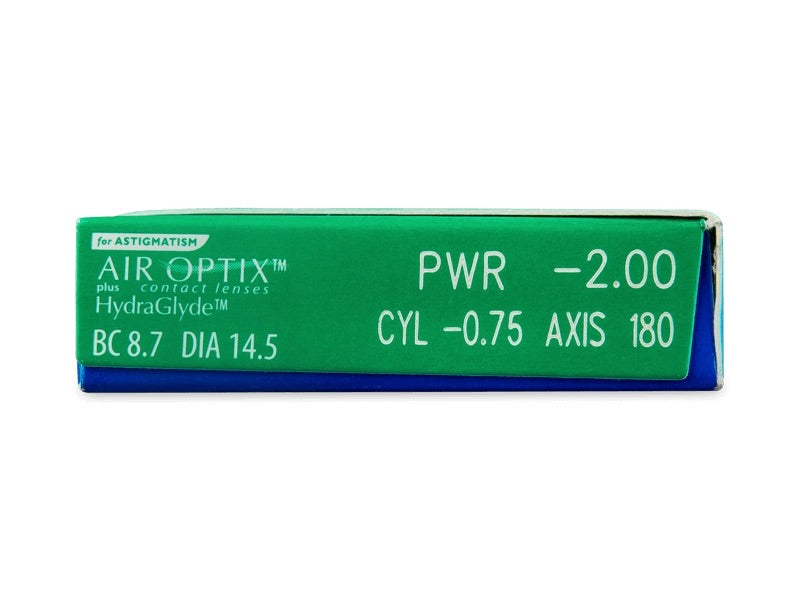 for ASTIGMATISM
AIR OPTIX™
plus contact lenses
HydraGlyde™
BC 8.7 DIA 14.5
PWR -2.00
CYL -0.75 AXIS 180